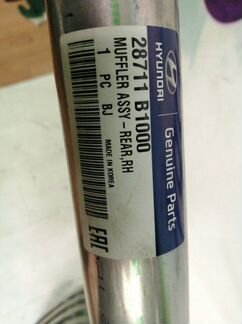 HYUNDAI
Genuine Parts
28711 B1000
MUFFLER ASSY-REAR,RH
1 PC BJ
MADE IN KOREA
EAC